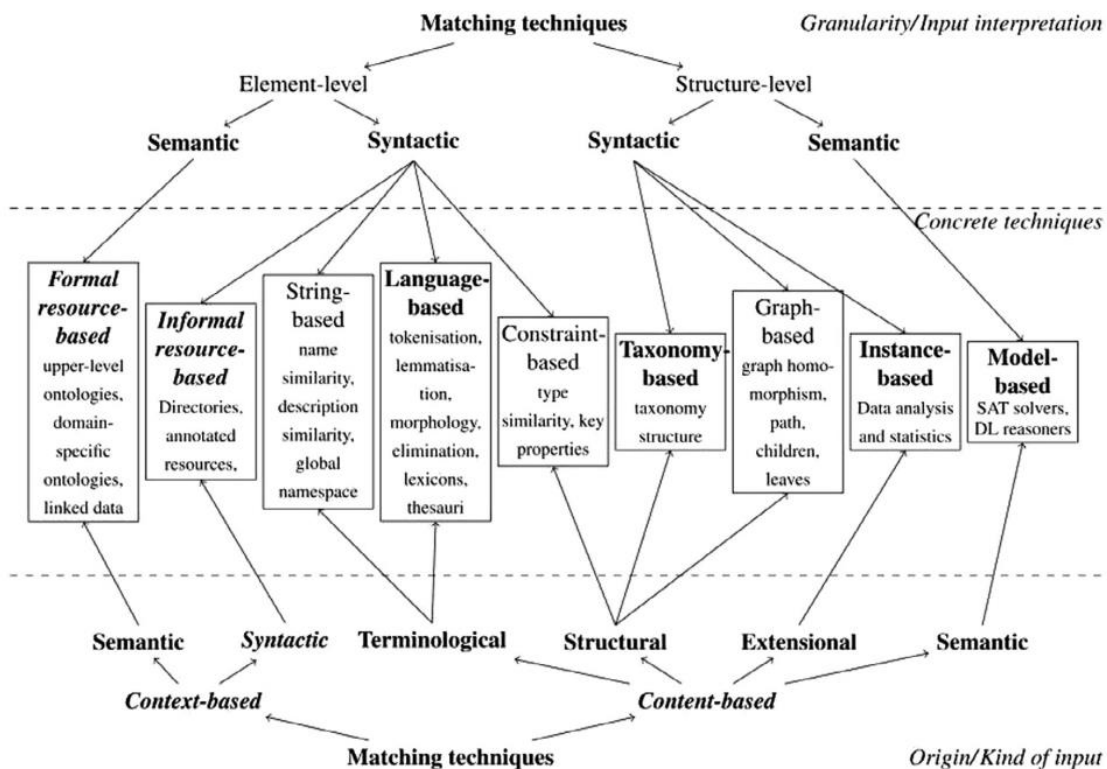 Matching techniques
Granularity/Input interpretation
Element-level
Structure-level
Semantic
Syntactic
Syntactic
Semantic
Concrete techniques
Formal
resource-
based
upper-level
ontologies,
domain-
specific
ontologies,
linked data
Informal
resource-
based
Directories,
annotated
resources,
String-
based
name
similarity,
description
similarity,
global
namespace
Language-
based
tokenisation,
lemmatisa-
tion,
morphology,
elimination,
lexicons,
thesauri
Constraint-
based
type
similarity, key
properties
Taxonomy-
based
taxonomy
structure
Graph-
based
graph homo-
morphism,
path,
children,
leaves
Instance-
based
Data analysis
and statistics
Model-
based
SAT solvers,
DL reasoners
Semantic
Syntactic
Terminological
Structural
Extensional
Semantic
Context-based
Content-based
Matching techniques
Origin/Kind of input